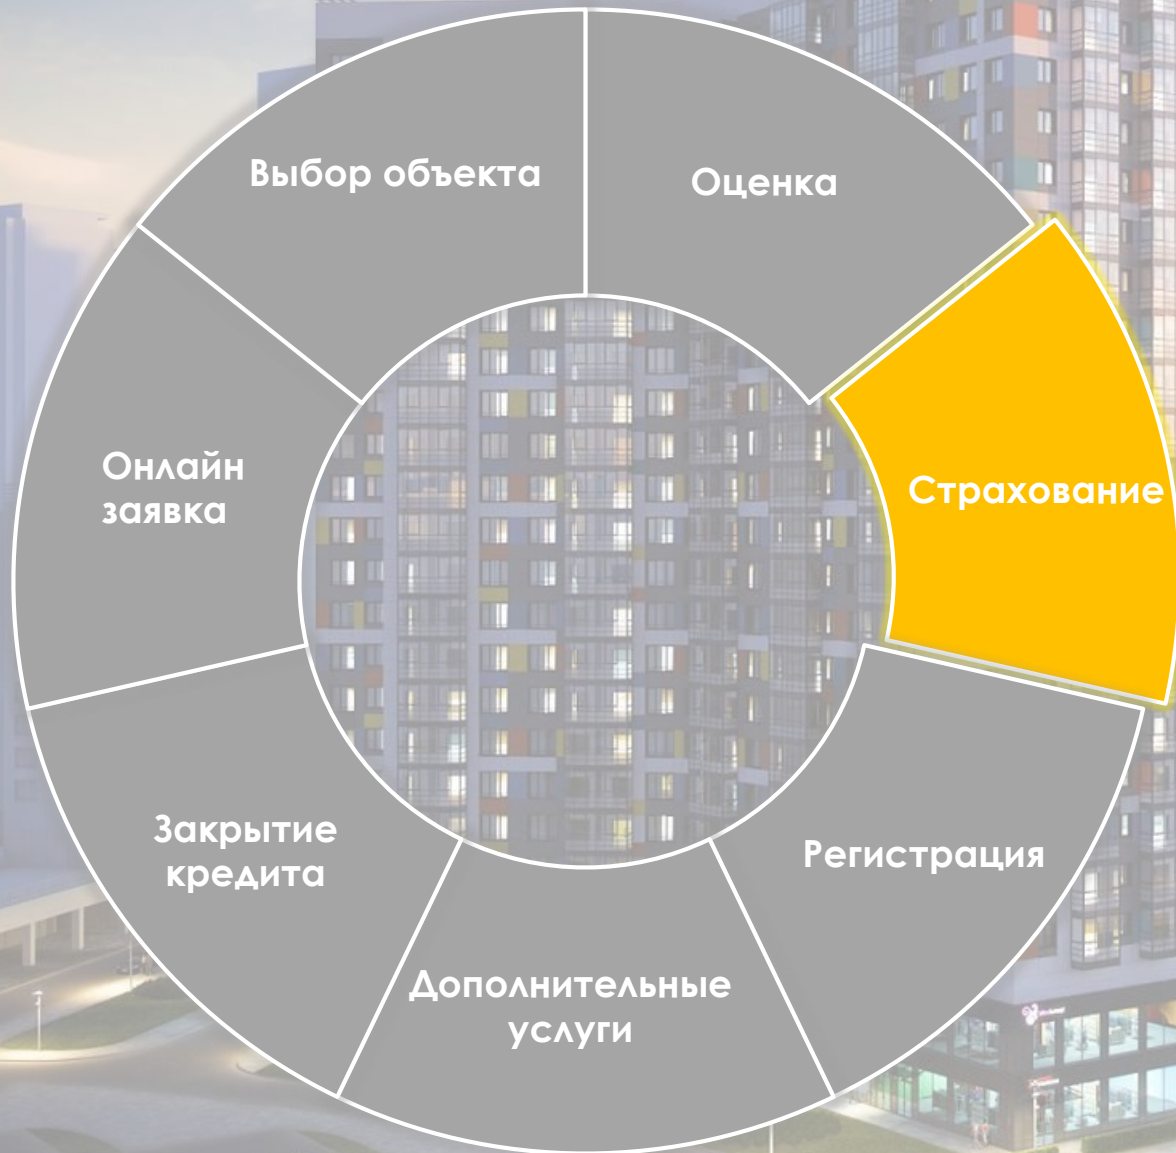 Выбор объекта
Оценка
Страхование
Регистрация
Дополнительные
услуги
Закрытие
кредита
Онлайн
заявка